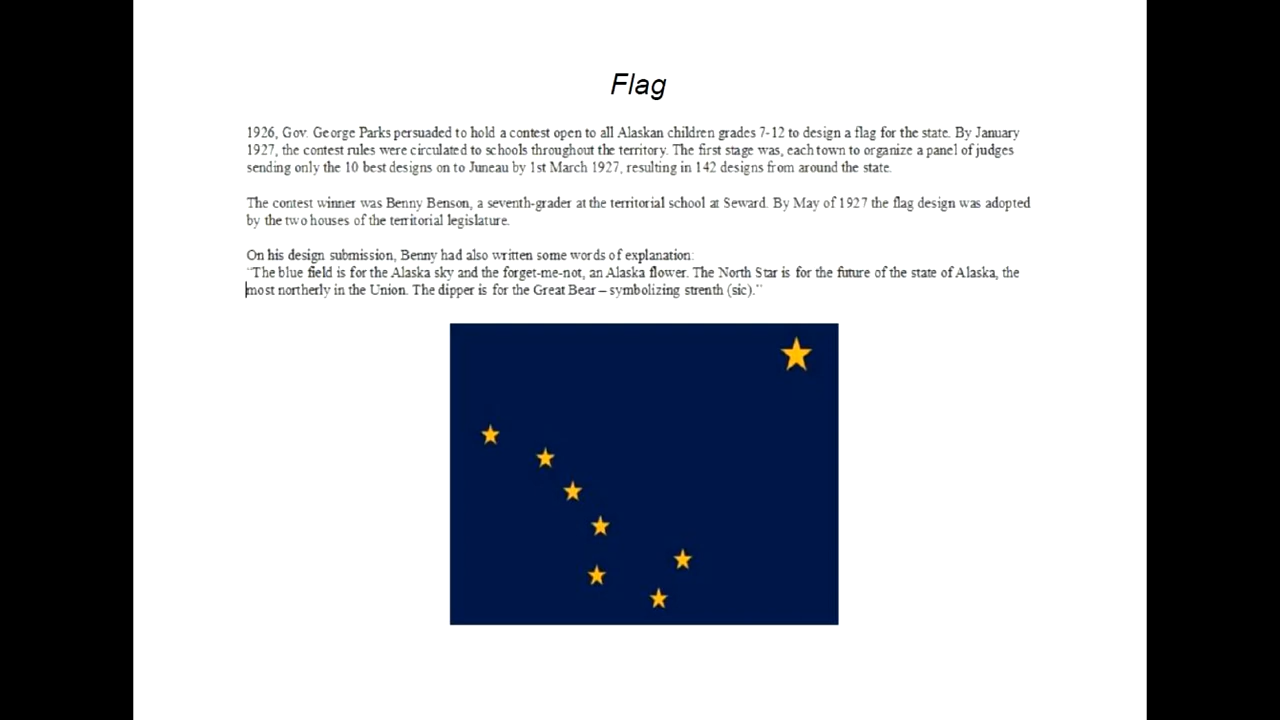 Flag
1926, Gov. George Parks persuaded to hold a contest open to all Alaskan children grades 7-12 to design a flag for the state. By January
1927, the contest rules were circulated to schools throughout the territory. The first stage was, each town to organize a panel of judges
sending only the 10 best designs on to Juneau by 1st March 1927, resulting in 142 designs from around the state.
The contest winner was Benny Benson, a seventh-grader at the territorial school at Seward. By May of 1927 the flag design was adopted
by the two houses of the territorial legislature.
On his design submission, Benny had also written some words of explanation:
“The blue field is for the Alaska sky and the forget-me-not, an Alaska flower. The North Star is for the future of the state of Alaska, the
most northerly in the Union. The dipper is for the Great Bear – symbolizing strenth (sic).”